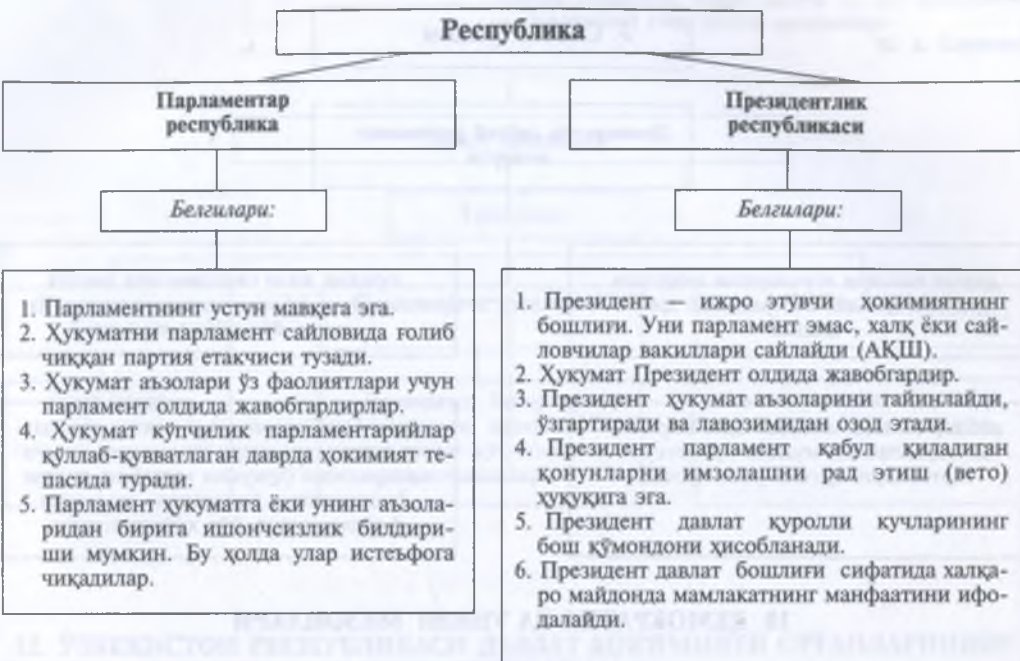 Республика
Парламентар
республика
Президентлик
республикаси
Белгилари:
Белгилари:
1. Парламентнинг устун мавқега эга.
2. Ҳукуматни парламент сайловида ғолиб
чиққан партия етакчиси тузади.
3. Ҳукумат аъзолари ўз фаолиятлари учун
парламент олдида жавобгардирлар.
4. Ҳукумат кўпчилик парламентарийлар
қўллаб-қувватлаган даврда ҳокимият те-
пасида туради.
5. Парламент ҳукуматга ёки унинг аъзола-
ридан бирига ишончсизлик билдири-
ши мумкин. Бу ҳолда улар истеъфога
чиқадилар.
1. Президент — ижро этувчи ҳокимиятнинг
бошлиғи. Уни парламент эмас, халқ ёки сай-
ловчилар вакиллари сайлайди (АҚШ).
2. Ҳукумат Президент олдида жавобгардир.
3. Президент ҳукумат аъзоларини тайинлайди,
ўзгартиради ва лавозимидан озод этади.
4. Президент парламент қабул қиладиган
қонунларни имзолашни рад этиш (вето)
ҳуқуқига эга.
5. Президент давлат қуролли кучларининг
бош қўмондони ҳисобланади.
6. Президент давлат бошлиғи сифатида халқа-
ро майдонда мамлакатнинг манфаатини ифо-
далайди.